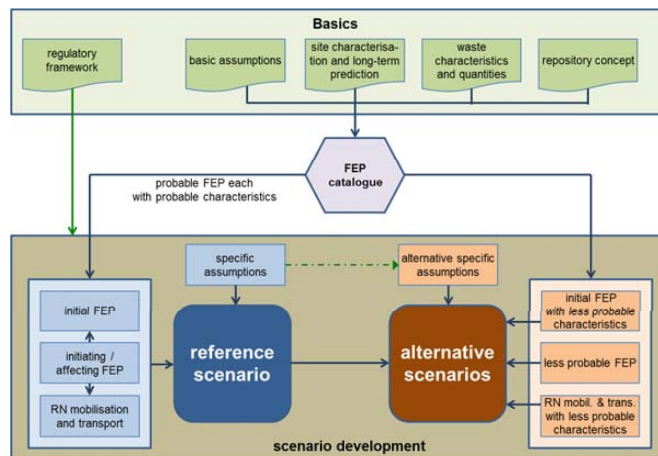 Basics
regulatory
framework
basic assumptions
site characterisa-
tion and long-term
prediction
waste
characteristics
and quantities
repository concept
FEP
catalogue
probable FEP each
with probable characteristics
specific
assumptions
alternative specific
assumptions
initial FEP
initiating /
affecting FEP
RN mobilisation
and transport
reference
scenario
alternative
scenarios
initial FEP
with less probable
characteristics
less probable FEP
RN mobil. & trans.
with less probable
characteristics
scenario development